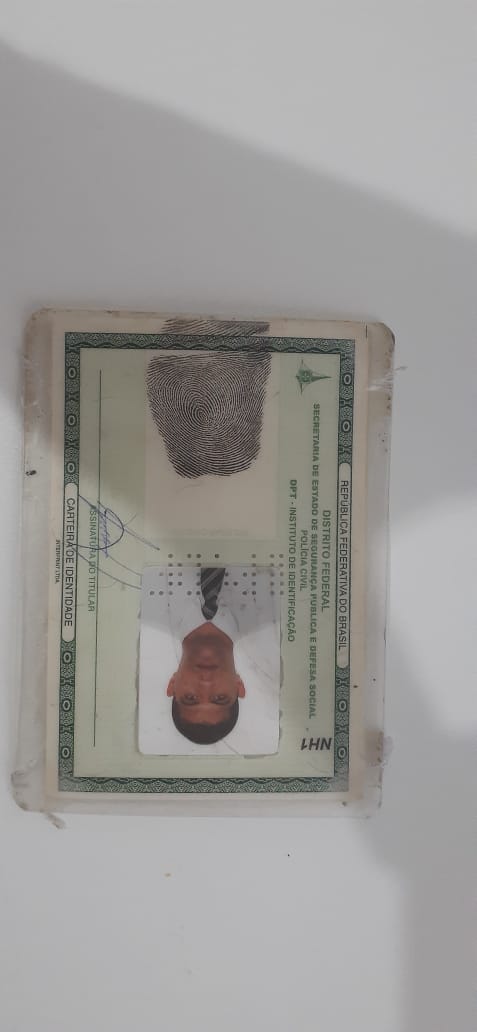 REPÚBLICA FEDERATIVA DO BRASIL
DISTRITO FEDERAL
SECRETARIA DE ESTADO DE SEGURANÇA PÚBLICA E DEFESA SOCIAL
POLÍCIA CIVIL
DPT - INSTITUTO DE IDENTIFICAÇÃO
NH1
ASSINATURA DO TITULAR
CARTEIRA DE IDENTIDADE